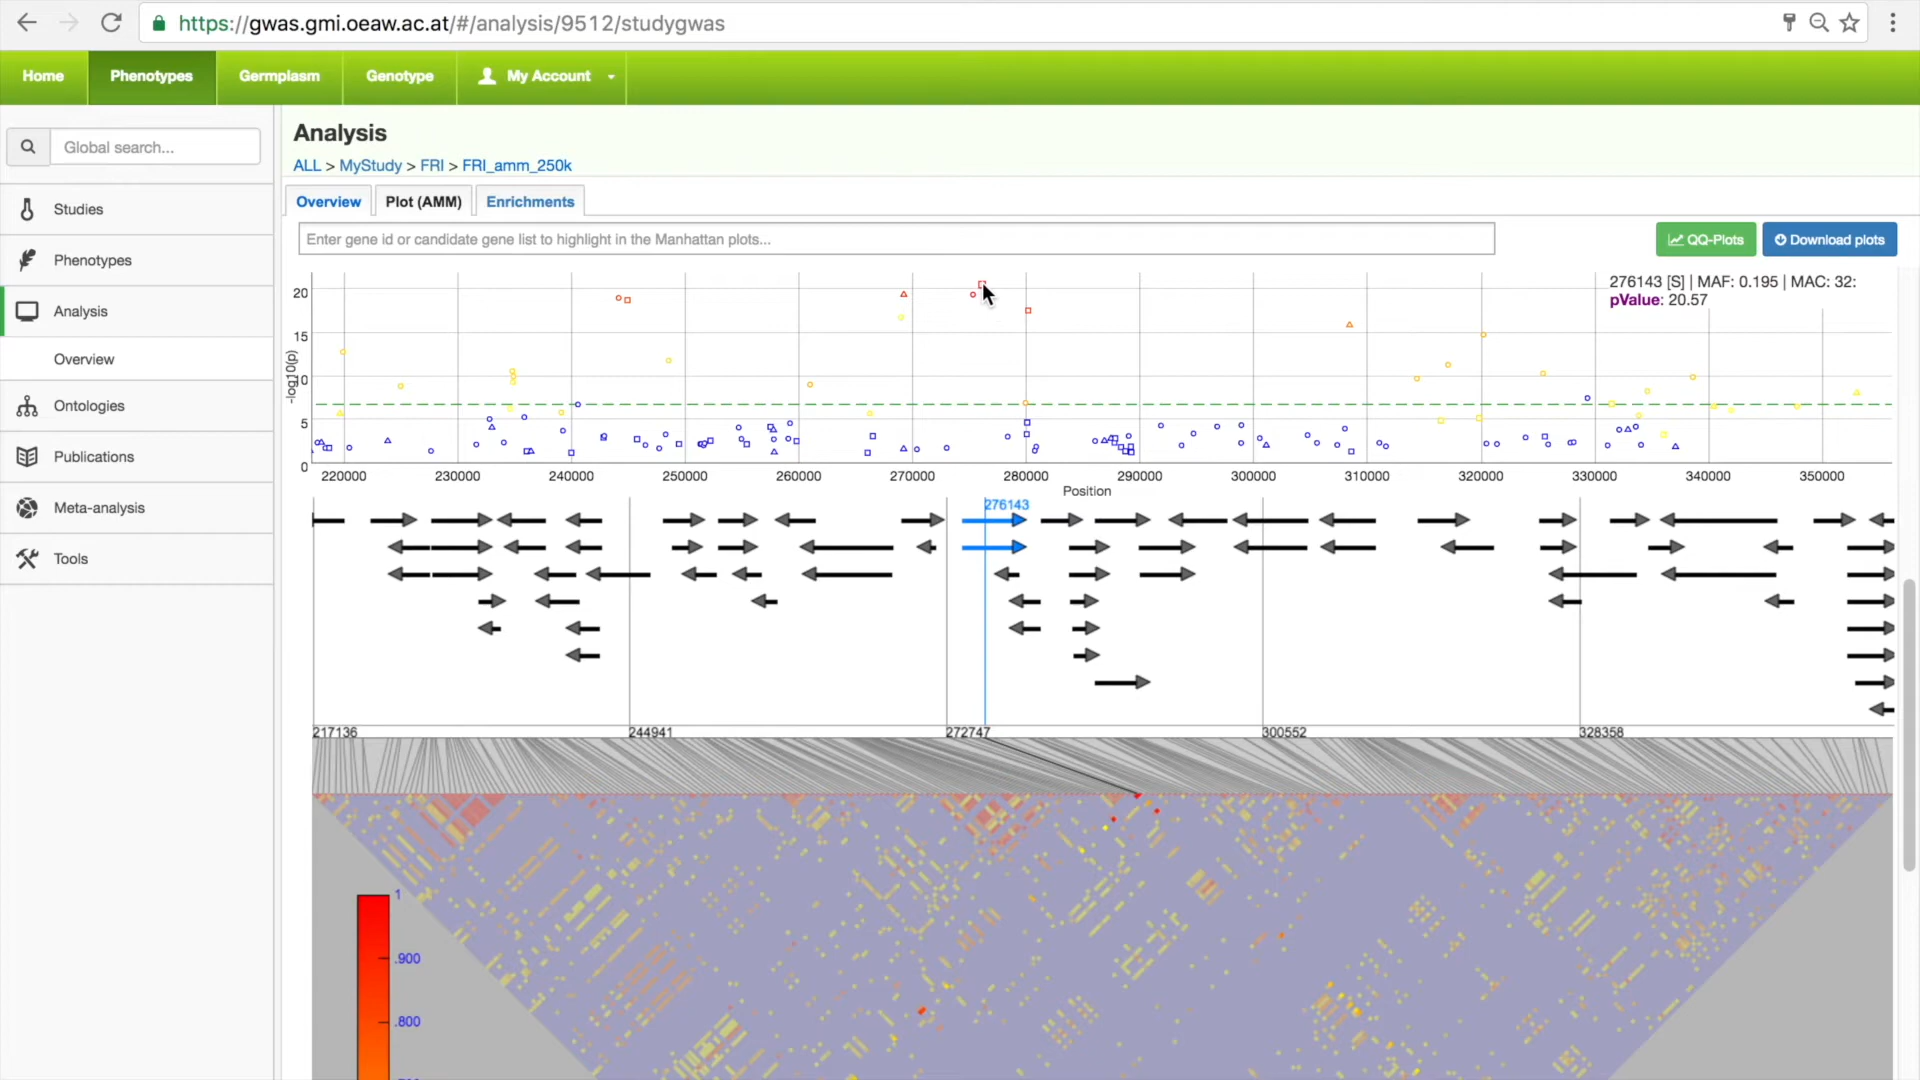 https://gwas.gmi.oeaw.ac.at/#/analysis/9512/studygwas
Home Phenotypes Germplasm Genotype My Account
Global search...
Studies
Phenotypes
Analysis
Overview
Ontologies
Publications
Meta-analysis
Tools
Analysis
ALL > MyStudy > FRI > FRI_amm_250k
Overview Plot (AMM) Enrichments
Enter gene id or candidate gene list to highlight in the Manhattan plots...
QQ-Plots Download plots
276143 [S] | MAF: 0.195 | MAC: 32:
pValue: 20.57
-log10(p)
20
15
10
5
0
220000 230000 240000 250000 260000 270000 280000 290000 300000 310000 320000 330000 340000 350000
Position
276143
217136 244941 272747 300552 328358
1
.900
.800